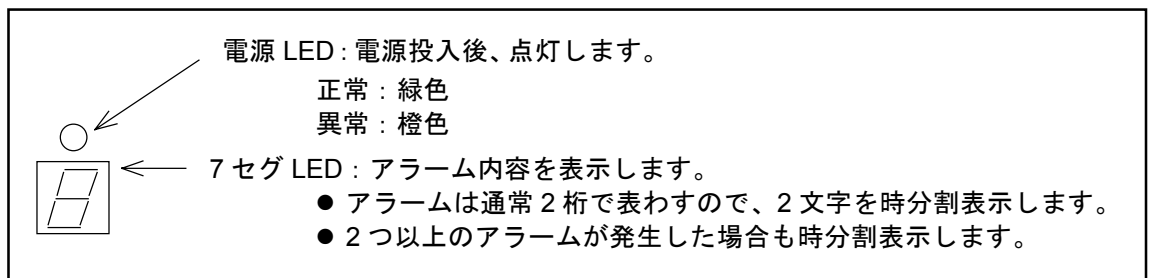 電源 LED：電源投入後、点灯します。
正常：緑色
異常：橙色
7 セグ LED：アラーム内容を表示します。
● アラームは通常 2 桁で表わすので、2 文字を時分割表示します。
● 2 つ以上のアラームが発生した場合も時分割表示します。